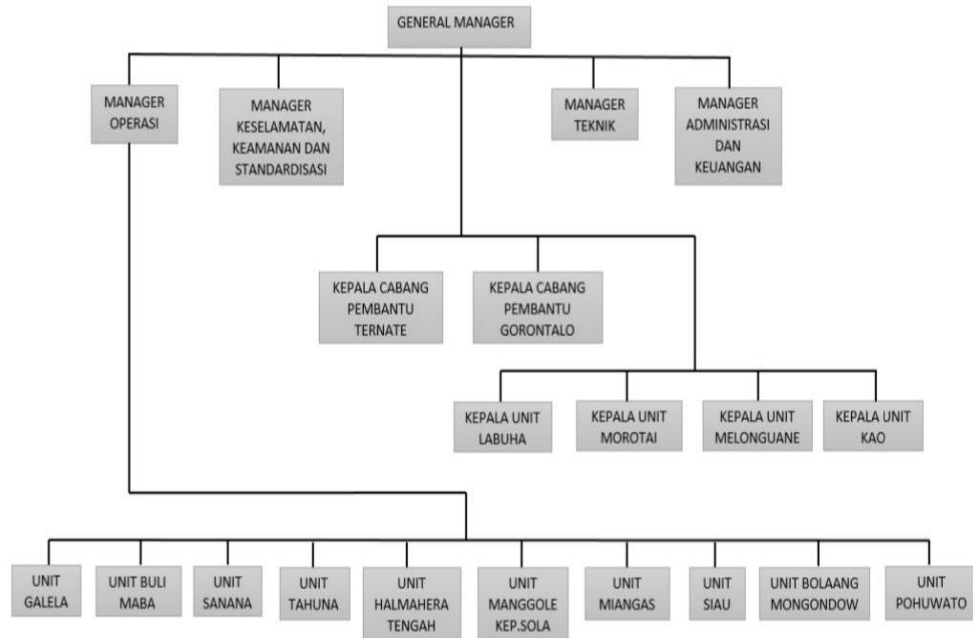 GENERAL MANAGER
MANAGER
OPERASI
MANAGER
KESELAMATAN,
KEAMANAN DAN
STANDARDISASI
MANAGER
TEKNIK
MANAGER
ADMINISTRASI
DAN
KEUANGAN
KEPALA CABANG
PEMBANTU
TERNATE
KEPALA CABANG
PEMBANTU
GORONTALO
KEPALA UNIT
LABUHA
KEPALA UNIT
MOROTAI
KEPALA UNIT
MELONGUANE
KEPALA UNIT
KAO
UNIT
GALELA
UNIT BULI
MABA
UNIT
SANANA
UNIT
TAHUNA
UNIT
HALMAHERA
TENGAH
UNIT
MANGGOLE
KEP.SOLA
UNIT
MIANGAS
UNIT
SIAU
UNIT BOLAANG
MONGONDOW
UNIT
POHUWATO